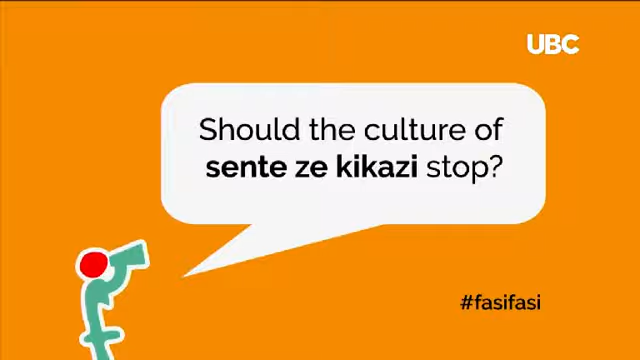 UBC
Should the culture of
sente ze kikazi stop?
#fasifasi